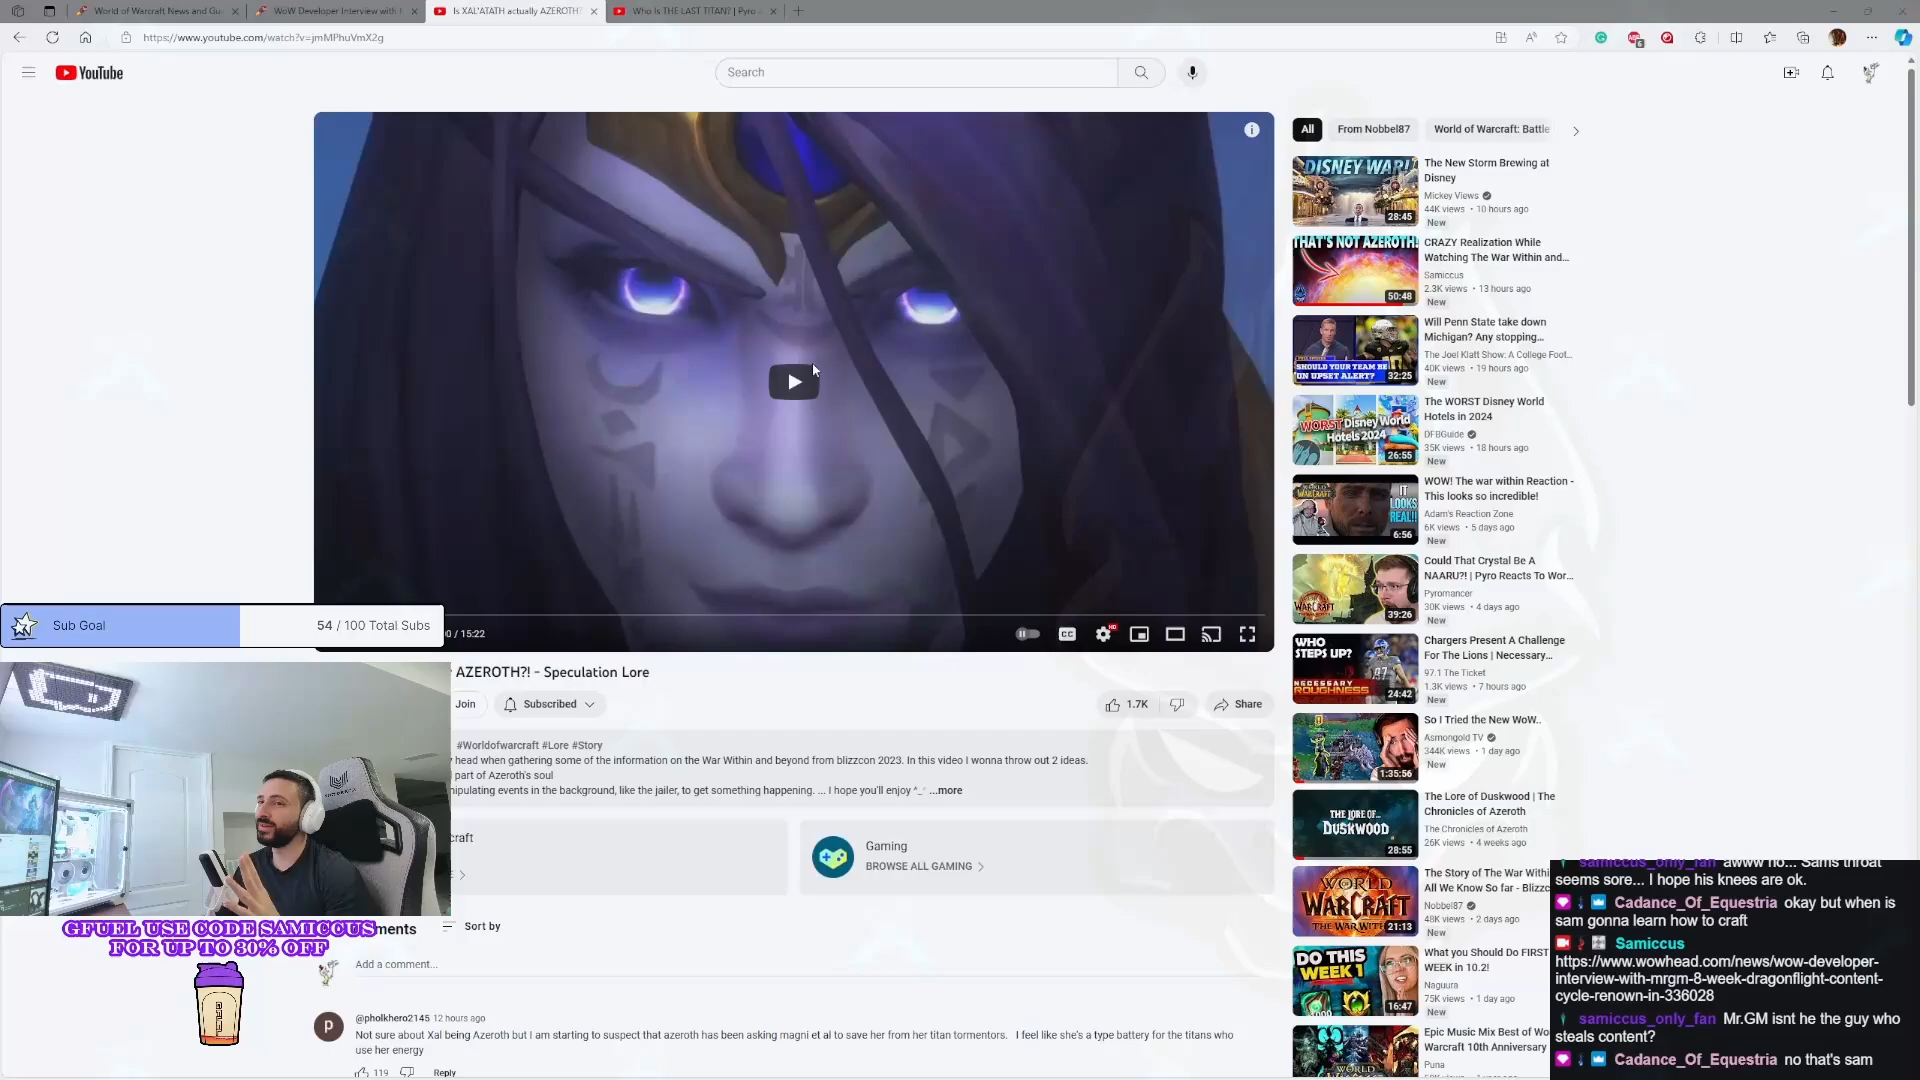 World of Warcraft News and Gui
WoW Developer Interview with
Is XAL'ATATH actually AZEROTH?
Who Is THE LAST TITAN? | Pyro
https://www.youtube.com/watch?v=jmMPhuVmX2g
YouTube
Search
All
From Nobbel87
World of Warcraft: Battle
DISNEY WAR!
28:45
The New Storm Brewing at
Disney
Mickey Views
44K views • 10 hours ago
New
THAT'S NOT AZEROTH!
50:48
CRAZY Realization While
Watching The War Within and...
Samiccus
2.3K views • 13 hours ago
New
SHOULD YOUR TEAM BE
ON UPSET ALERT?
32:25
Will Penn State take down
Michigan? Any stopping...
The Joel Klatt Show: A College Foot...
40K views • 19 hours ago
New
WORST Disney World
Hotels 2024
26:55
The WORST Disney World
Hotels in 2024
DFBGuide
35K views • 18 hours ago
New
WARCRAFT
IT
LOOKS
REAL!!
6:56
WOW! The war within Reaction -
This looks so incredible!
Adam's Reaction Zone
6K views • 5 days ago
New
WARCRAFT
39:26
Could That Crystal Be A
NAARU?! | Pyro Reacts To Wor...
Pyromancer
30K views • 4 days ago
New
WHO
STEPS UP?
NECESSARY
ROUGHNESS
24:42
Chargers Present A Challenge
For The Lions | Necessary...
97.1 The Ticket
1.3K views • 7 hours ago
New
1:35:56
So I Tried the New WoW..
Asmongold TV
344K views • 1 day ago
New
THE LORE OF...
DUSKWOOD
28:55
The Lore of Duskwood | The
Chronicles of Azeroth
The Chronicles of Azeroth
26K views • 4 weeks ago
New
WORLD
WARCRAFT
THE WAR WITHIN
21:13
The Story of The War Withi
All We Know So far - Blizzc
Nobbel87
48K views • 2 days ago
New
DO THIS
WEEK 1
16:47
What you Should Do FIRST
WEEK in 10.2!
Naguura
75K views • 1 day ago
New
Epic Music Mix Best of Wo
Warcraft 10th Anniversary
Puna
Sub Goal
54 / 100 Total Subs
0 / 15:22
CC
HD
AZEROTH?! - Speculation Lore
Join
Subscribed
1.7K
Share
#Worldofwarcraft #Lore #Story
head when gathering some of the information on the War Within and beyond from blizzcon 2023. In this video I wonna throw out 2 ideas.
part of Azeroth's soul
nipulating events in the background, like the jailer, to get something happening. ... I hope you'll enjoy ^_^ ...more
craft
Gaming
BROWSE ALL GAMING
GFUEL USE CODE SAMICCUS
FOR UP TO 30% OFF
mments
Sort by
Add a comment...
P
@pholkhero2145 12 hours ago
Not sure about Xal being Azeroth but I am starting to suspect that azeroth has been asking magni et al to save her from her titan tormentors. I feel like she's a type battery for the titans who
use her energy
119
Reply
samiccus_only_fan awww no... Sams throat
seems sore... I hope his knees are ok.
Cadance_Of_Equestria okay but when is
sam gonna learn how to craft
Samiccus
https://www.wowhead.com/news/wow-developer-
interview-with-mrgm-8-week-dragonflight-content-
cycle-renown-in-336028
samiccus_only_fan Mr.GM isnt he the guy who
steals content?
Cadance_Of_Equestria no that's sam